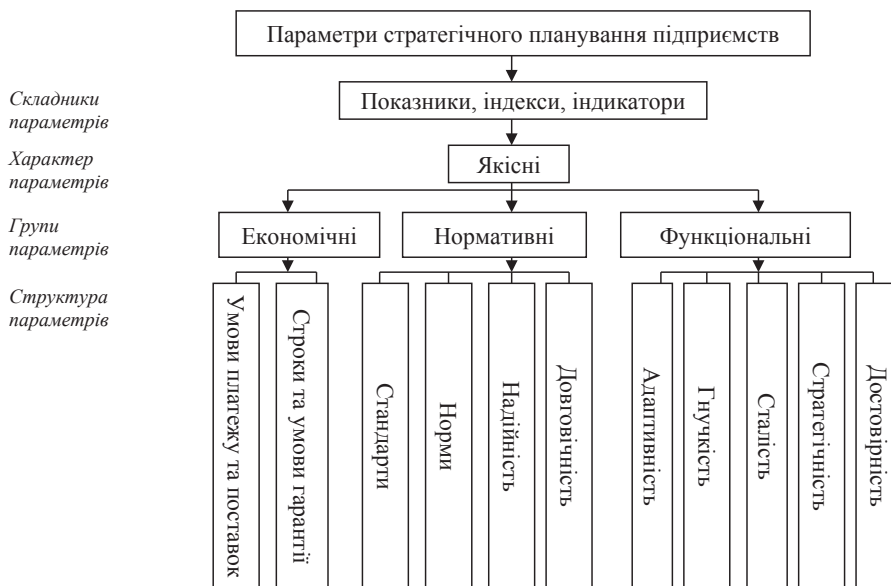 Параметри стратегічного планування підприємств
Складники
параметрів
Показники, індекси, індикатори
Характер
параметрів
Якісні
Групи
параметрів
Економічні
Нормативні
Функціональні
Структура
параметрів
Умови платежу та поставок
Строки та умови гарантії
Стандарти
Норми
Надійність
Довговічність
Адаптивність
Гнучкість
Сталість
Стратегічність
Достовірність